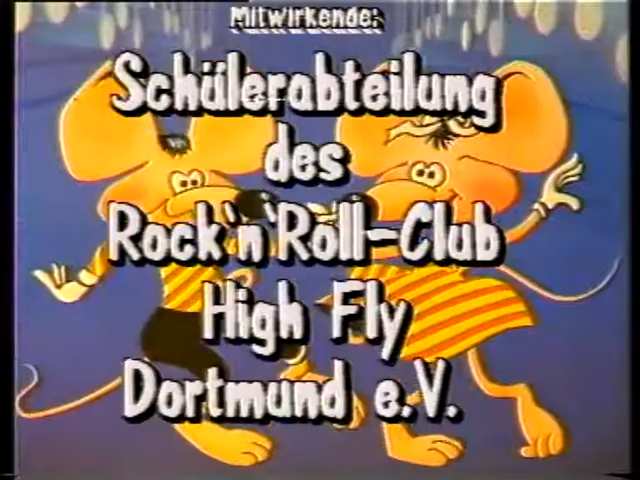 Mitwirkende:
Schülerabteilung
des
Rock'n'Roll-Club
High Fly
Dortmund e.V.